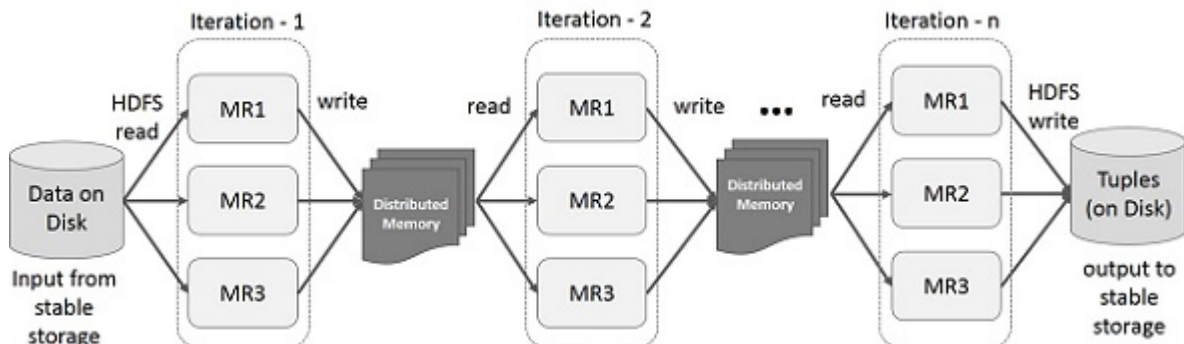 Iteration - 1
Iteration - 2
Iteration - n
HDFS
read
MR1
MR2
MR3
write
Data on
Disk
Input from
stable
storage
Distributed
Memory
read
MR1
MR2
MR3
write
...
Distributed
Memory
read
MR1
MR2
MR3
HDFS
write
Tuples
(on Disk)
output to
stable
storage